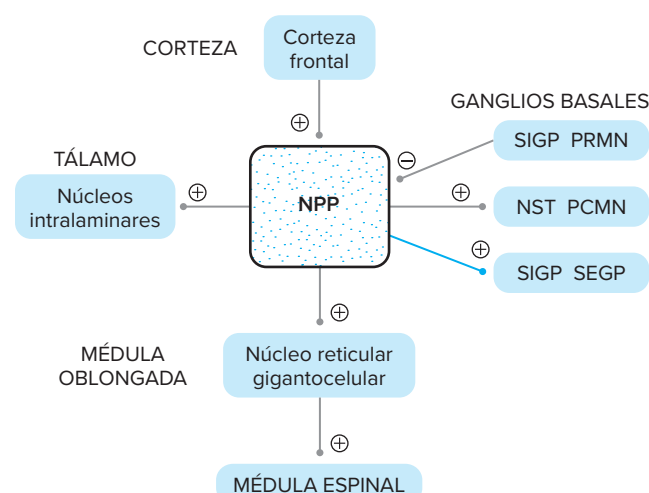 CORTEZA
Corteza
frontal
GANGLIOS BASALES
SIGP PRMN
TÁLAMO
Núcleos
intralaminares
NPP
NST PCMN
SIGP SEGP
MÉDULA
OBLONGADA
Núcleo reticular
gigantocelular
MÉDULA ESPINAL